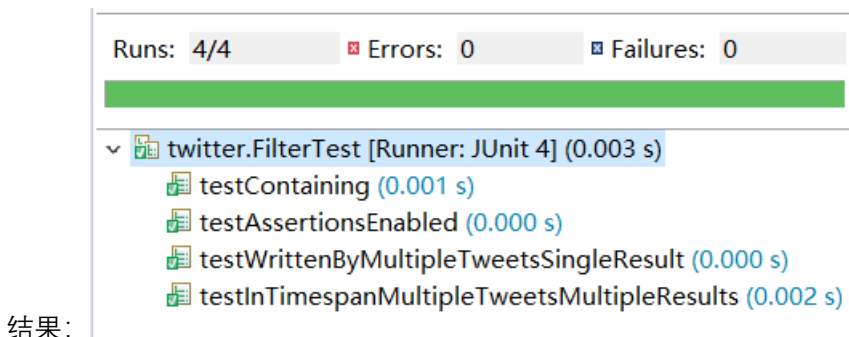 Runs: 4/4 Errors: 0 Failures: 0
twitter.FilterTest [Runner: JUnit 4] (0.003 s)
testContaining (0.001 s)
testAssertionsEnabled (0.000 s)
testWrittenByMultipleTweetsSingleResult (0.000 s)
testInTimespanMultipleTweetsMultipleResults (0.002 s)
结果: